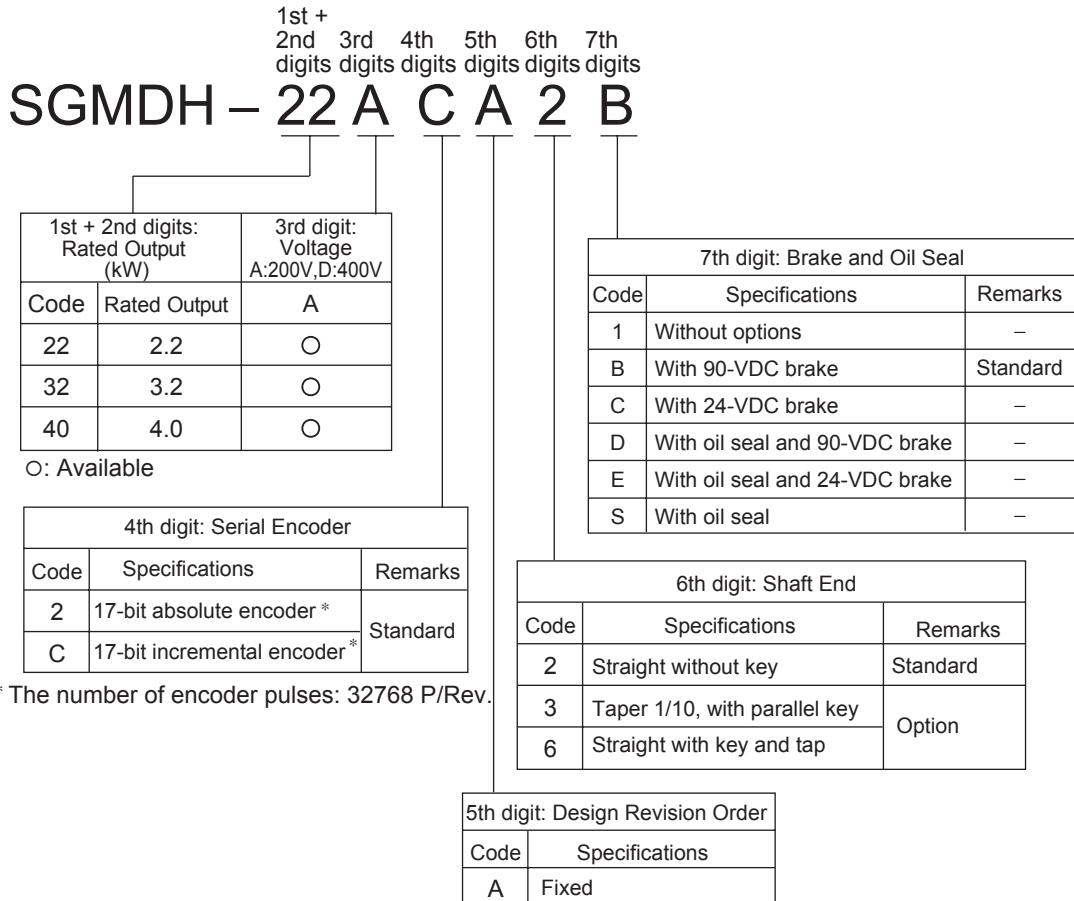 1st +
2nd 3rd 4th 5th 6th 7th
digits digits digits digits digits digits
SGMDH – 22 A C A 2 B
1st + 2nd digits:
Rated Output
(kW)
3rd digit:
Voltage
A:200V,D:400V
Code Rated Output A
22 2.2 ○
32 3.2 ○
40 4.0 ○
○: Available
7th digit: Brake and Oil Seal
Code Specifications Remarks
1 Without options –
B With 90-VDC brake Standard
C With 24-VDC brake –
D With oil seal and 90-VDC brake –
E With oil seal and 24-VDC brake –
S With oil seal –
4th digit: Serial Encoder
Code Specifications Remarks
2 17-bit absolute encoder *
C 17-bit incremental encoder *
Standard
* The number of encoder pulses: 32768 P/Rev.
6th digit: Shaft End
Code Specifications Remarks
2 Straight without key Standard
3 Taper 1/10, with parallel key
6 Straight with key and tap
Option
5th digit: Design Revision Order
Code Specifications
A Fixed